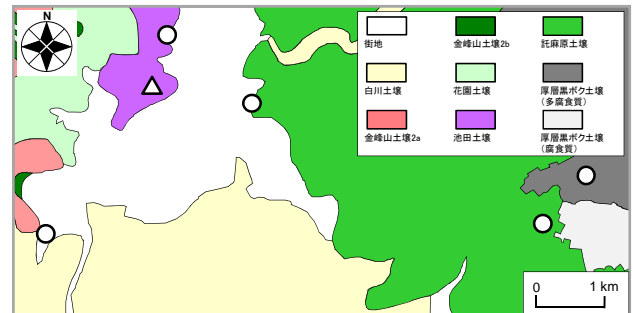 N
街地
金峰山土壌2b
託麻原土壌
白川土壌
花園土壌
厚層黒ボク土壌
(多腐食質)
金峰山土壌2a
池田土壌
厚層黒ボク土壌
(腐食質)
0 1 km